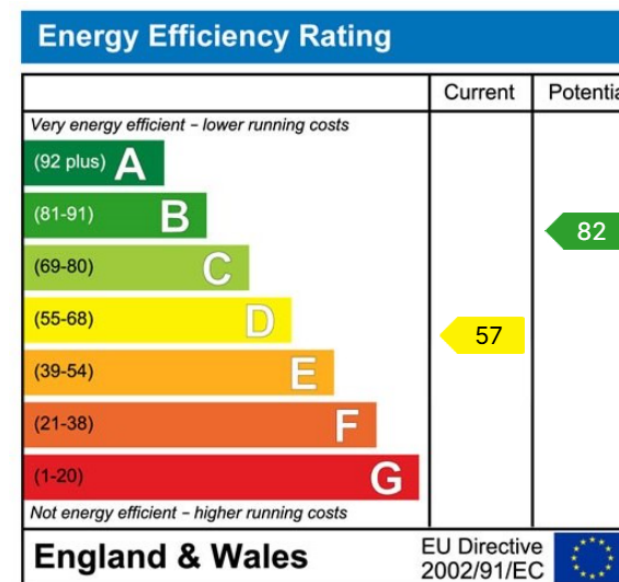 Energy Efficiency Rating
Current Potentia
Very energy efficient – lower running costs
(92 plus) A
(81-91) B
82
(69-80) C
(55-68) D
57
(39-54) E
(21-38) F
(1-20) G
Not energy efficient – higher running costs
England & Wales
EU Directive
2002/91/EC